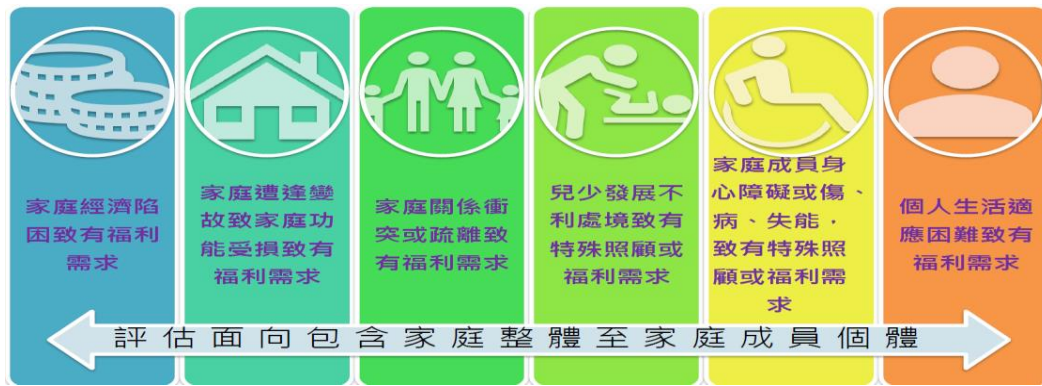 家庭經濟陷
困致有福利
需求
家庭遭逢變
故致家庭功
能受損致有
福利需求
家庭關係衝
突或疏離致
有福利需求
兒少發展不
利處境致有
特殊照顧或
福利需求
家庭成員身
心障礙或傷、
病、失能，
致有特殊照
顧或福利需
求
個人生活適
應困難致有
福利需求
評估面向包含家庭整體至家庭成員個體